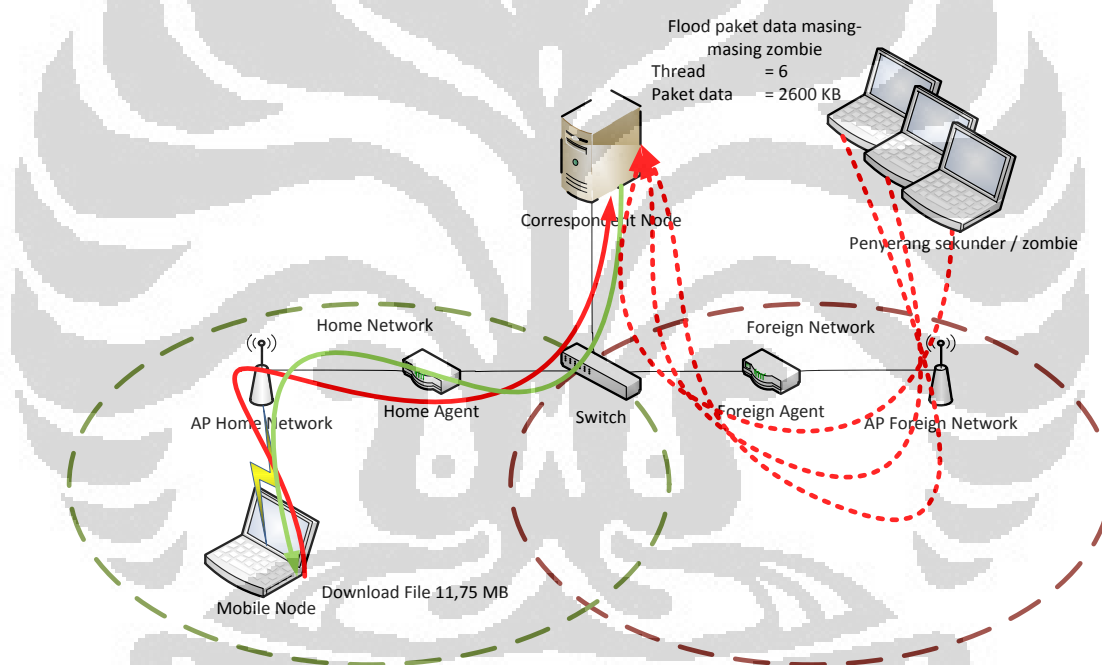 Flood paket data masing-
masing zombie
Thread = 6
Paket data = 2600 KB
Correspondent Node
Penyerang sekunder / zombie
Home Network
Foreign Network
Home Agent
Switch
Foreign Agent
AP Home Network
AP Foreign Network
Download File 11,75 MB
Mobile Node